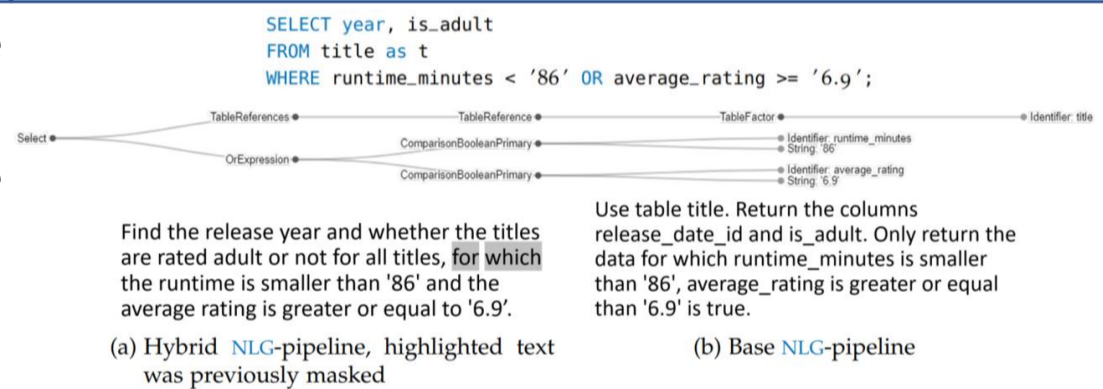 SELECT year, is_adult
FROM title as t
WHERE runtime_minutes < '86' OR average_rating >= '6.9';
TableReferences
TableReference
TableFactor
Identifier: title
Select
ComparisonBooleanPrimary
Identifier: runtime_minutes
String: '86'
OrExpression
ComparisonBooleanPrimary
Identifier: average_rating
String: '6.9'
Find the release year and whether the titles
are rated adult or not for all titles, for which
the runtime is smaller than '86' and the
average rating is greater or equal to '6.9'.
(a) Hybrid NLG-pipeline, highlighted text
was previously masked
Use table title. Return the columns
release_date_id and is_adult. Only return the
data for which runtime_minutes is smaller
than '86', average_rating is greater or equal
than '6.9' is true.
(b) Base NLG-pipeline